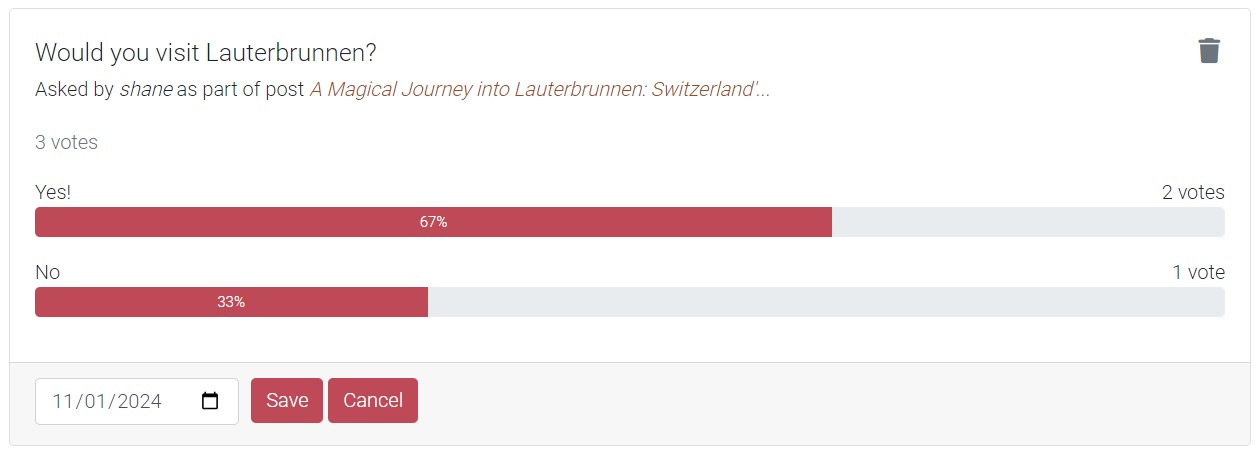 Would you visit Lauterbrunnen?
Asked by shane as part of post A Magical Journey into Lauterbrunnen: Switzerland'...
3 votes
Yes! 2 votes
67%
No 1 vote
33%
11/01/2024 Save Cancel